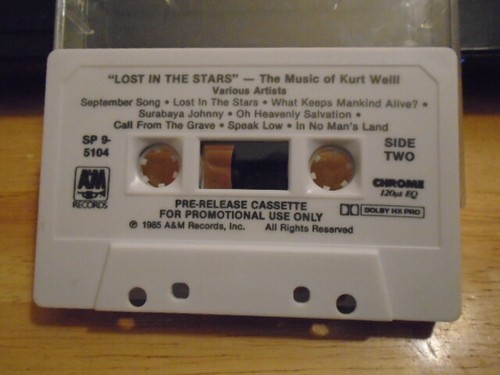 "LOST IN THE STARS" — The Music of Kurt Weill
Various Artists
September Song • Lost In The Stars • What Keeps Mankind Alive? •
Surabaya Johnny • Oh Heavenly Salvation •
Call From The Grave • Speak Low • In No Man's Land
SP 9-
5104
SIDE
TWO
A&M
RECORDS
CHROME
120µs EQ
DOLBY HX PRO
PRE-RELEASE CASSETTE
FOR PROMOTIONAL USE ONLY
℗ 1985 A&M Records, Inc. All Rights Reserved